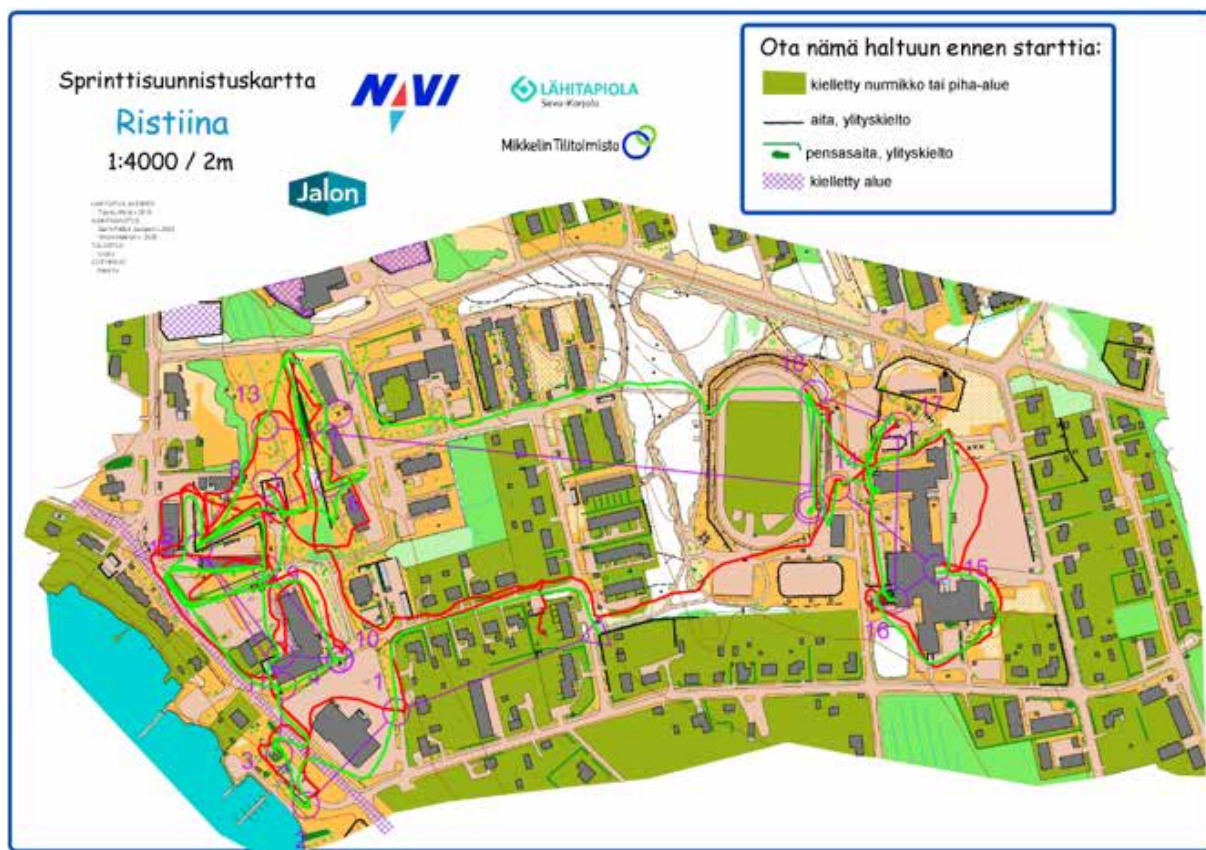 Sprinttisuunnistuskartta
Ristiina
1:4000 / 2m
NAVI
LÄHITAPIOLA
Savo-Karjala
Mikkelin Tilitoimisto
Jalon
Ota nämä haltuun ennen starttia:
kielletty nurmikko tai piha-alue
aita, ylityskielto
pensasaita, ylityskielto
kielletty alue
13
18
17
15
16
10
1
3